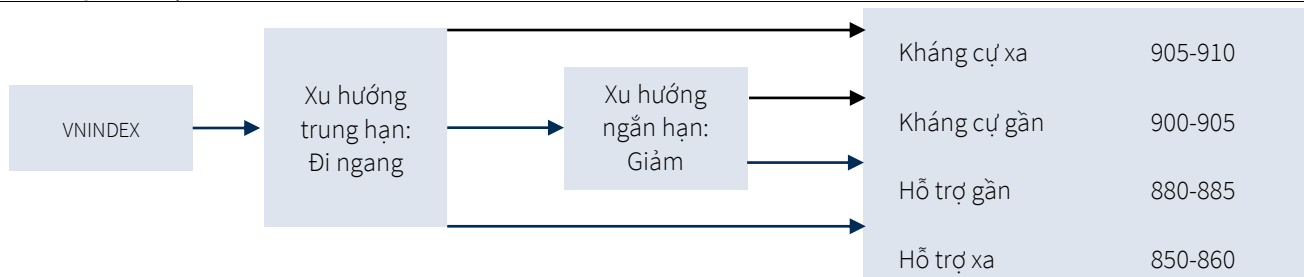 VNINDEX
Xu hướng
trung hạn:
Đi ngang
Xu hướng
ngắn hạn:
Giảm
Kháng cự xa 905-910
Kháng cự gần 900-905
Hỗ trợ gần 880-885
Hỗ trợ xa 850-860